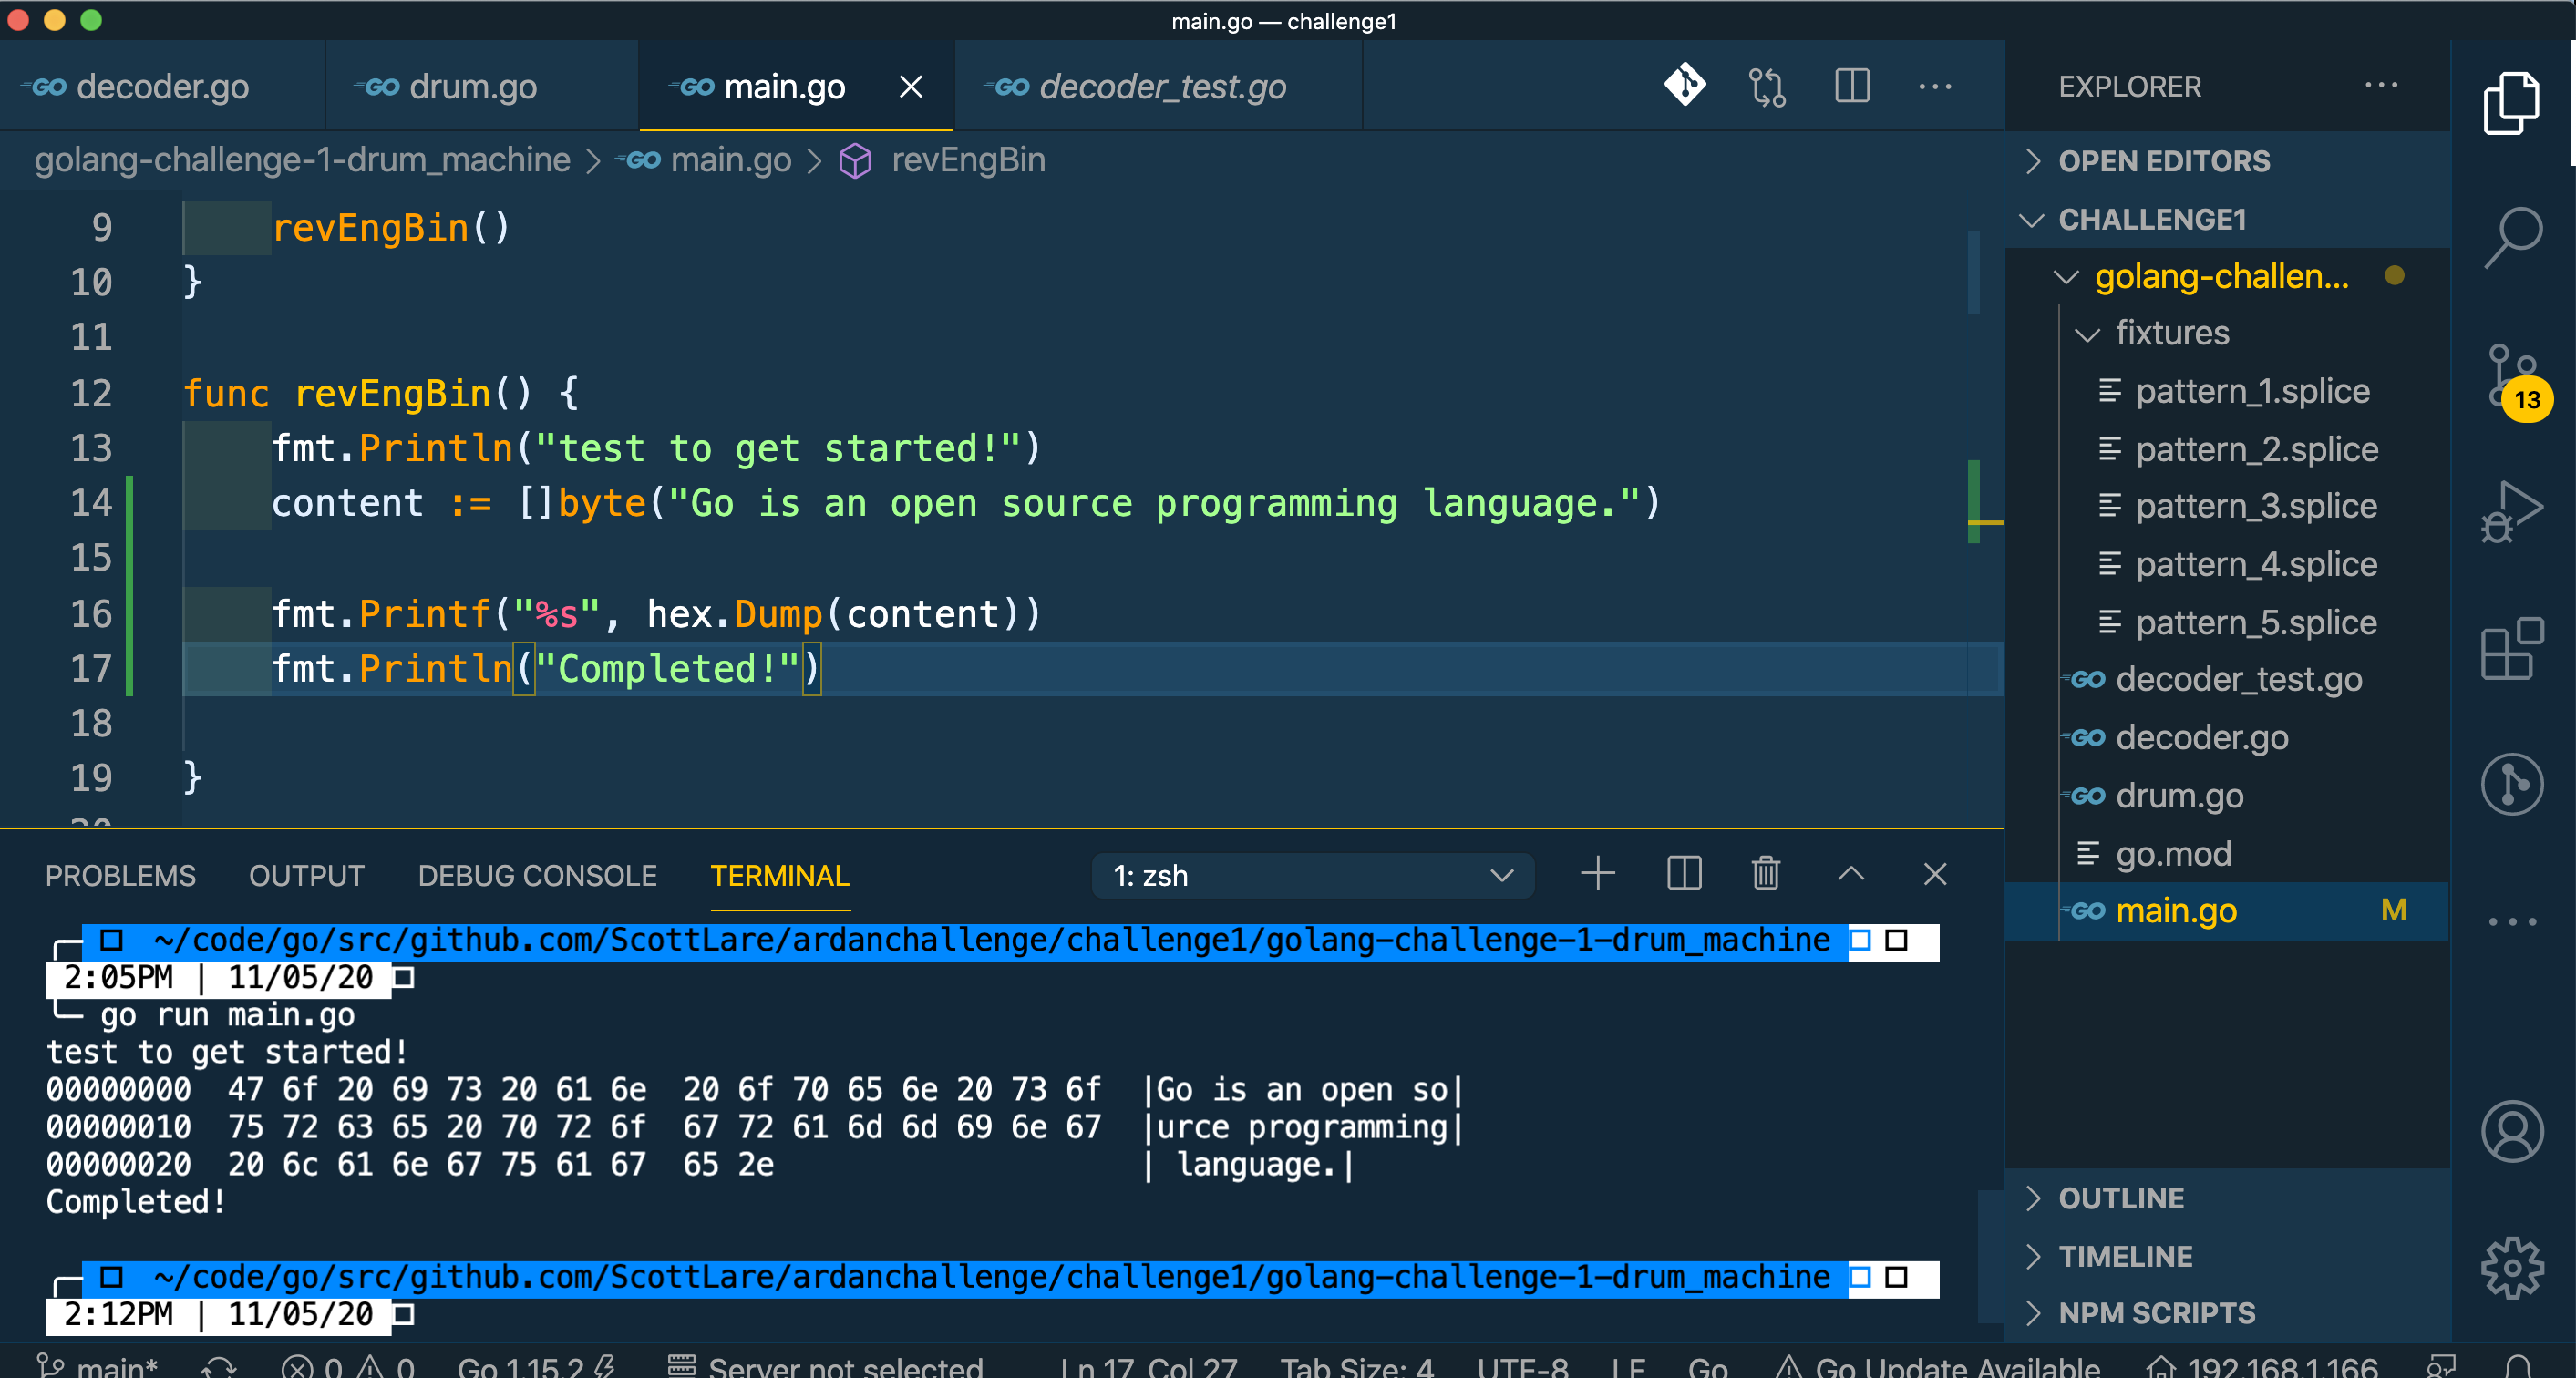 main.go — challenge1
GO decoder.go
GO drum.go
GO main.go
GO decoder_test.go
golang-challenge-1-drum_machine > GO main.go > revEngBin
9 revEngBin()
10 }
11
12 func revEngBin() {
13 fmt.Println("test to get started!")
14 content := []byte("Go is an open source programming language.")
15
16 fmt.Printf("%s", hex.Dump(content))
17 fmt.Println("Completed!")
18
19 }
20
PROBLEMS OUTPUT DEBUG CONSOLE TERMINAL 1: zsh
~/code/go/src/github.com/ScottLare/ardanchallenge/challenge1/golang-challenge-1-drum_machine
2:05PM | 11/05/20
go run main.go
test to get started!
00000000  47 6f 20 69 73 20 61 6e  20 6f 70 65 6e 20 73 6f  |Go is an open so|
00000010  75 72 63 65 20 70 72 6f  67 72 61 6d 6d 69 6e 67  |urce programming|
00000020  20 6c 61 6e 67 75 61 67  65 2e                    | language.|
Completed!
~/code/go/src/github.com/ScottLare/ardanchallenge/challenge1/golang-challenge-1-drum_machine
2:12PM | 11/05/20
EXPLORER
OPEN EDITORS
CHALLENGE1
golang-challen...
fixtures
pattern_1.splice
pattern_2.splice
pattern_3.splice
pattern_4.splice
pattern_5.splice
GO decoder_test.go
GO decoder.go
GO drum.go
go.mod
GO main.go M
OUTLINE
TIMELINE
NPM SCRIPTS
13
main* 0 0 Go 1.15.2 Server not selected Ln 17, Col 27 Tab Size: 4 UTF-8 LF Go Go Update Available 192.168.1.166